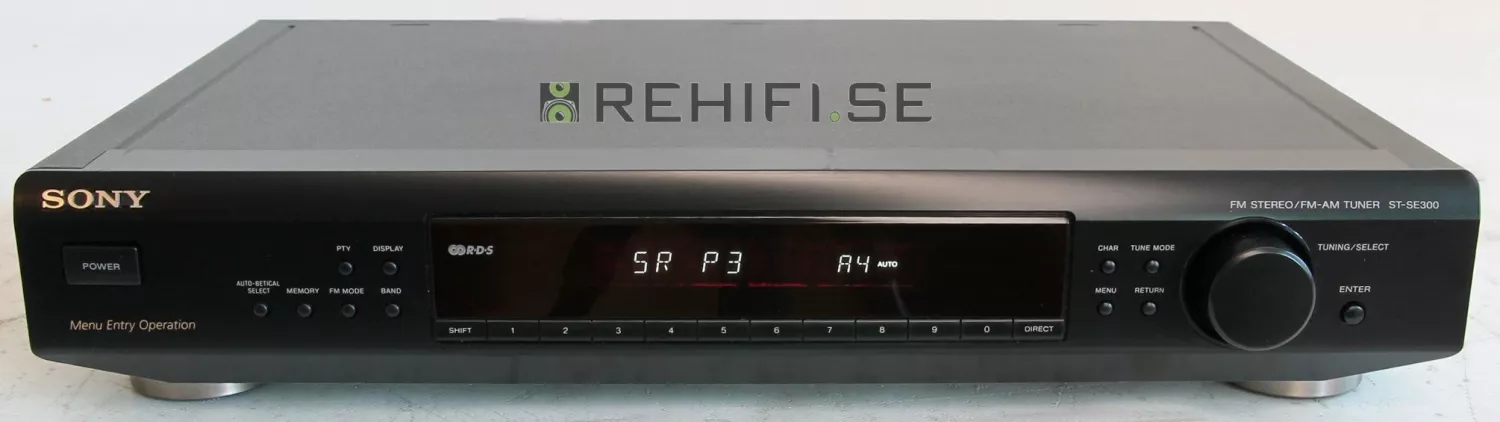 REHIFI.SE
SONY
FM STEREO/FM-AM TUNER ST-SE300
POWER
PTY DISPLAY
AUTO-BETICAL
SELECT
MEMORY FM MODE BAND
Menu Entry Operation
R·D·S
SR P3 A4 AUTO
SHIFT 1 2 3 4 5 6 7 8 9 0 DIRECT
CHAR TUNE MODE
MENU RETURN
TUNING/SELECT
ENTER